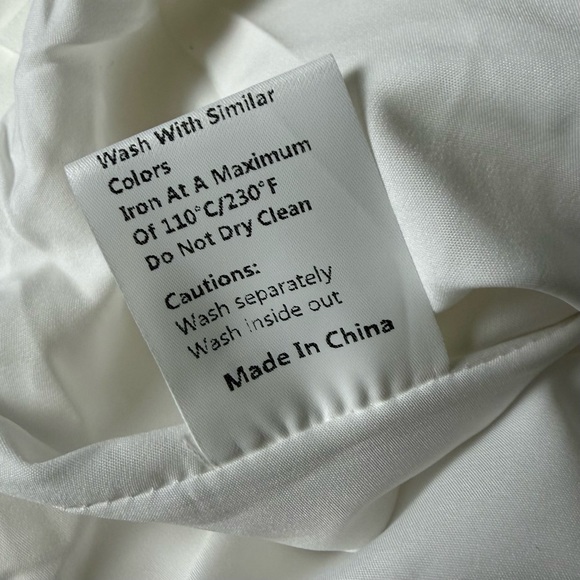 Wash With Similar
Colors
Iron At A Maximum
Of 110°C/230°F
Do Not Dry Clean
Cautions:
Wash separately
Wash inside out
Made In China